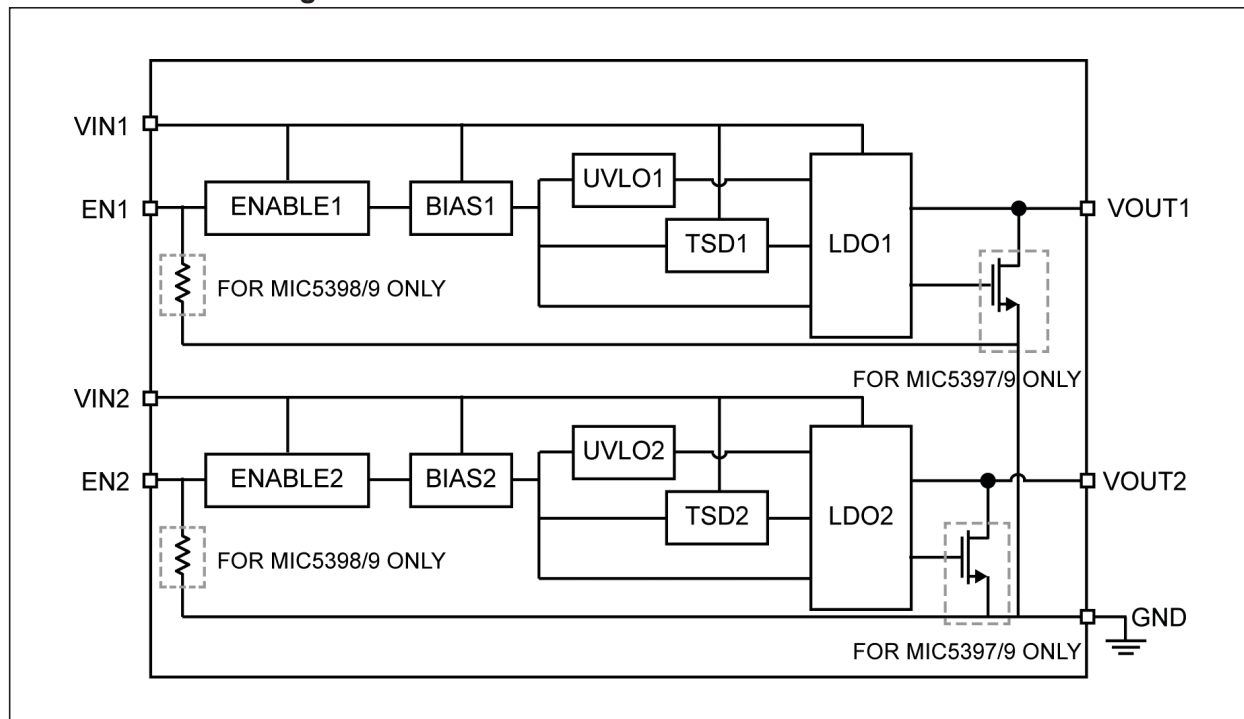 VIN1
UVLO1
EN1
ENABLE1
BIAS1
VOUT1
TSD1
LDO1
FOR MIC5398/9 ONLY
FOR MIC5397/9 ONLY
VIN2
UVLO2
EN2
ENABLE2
BIAS2
VOUT2
TSD2
LDO2
FOR MIC5398/9 ONLY
GND
FOR MIC5397/9 ONLY